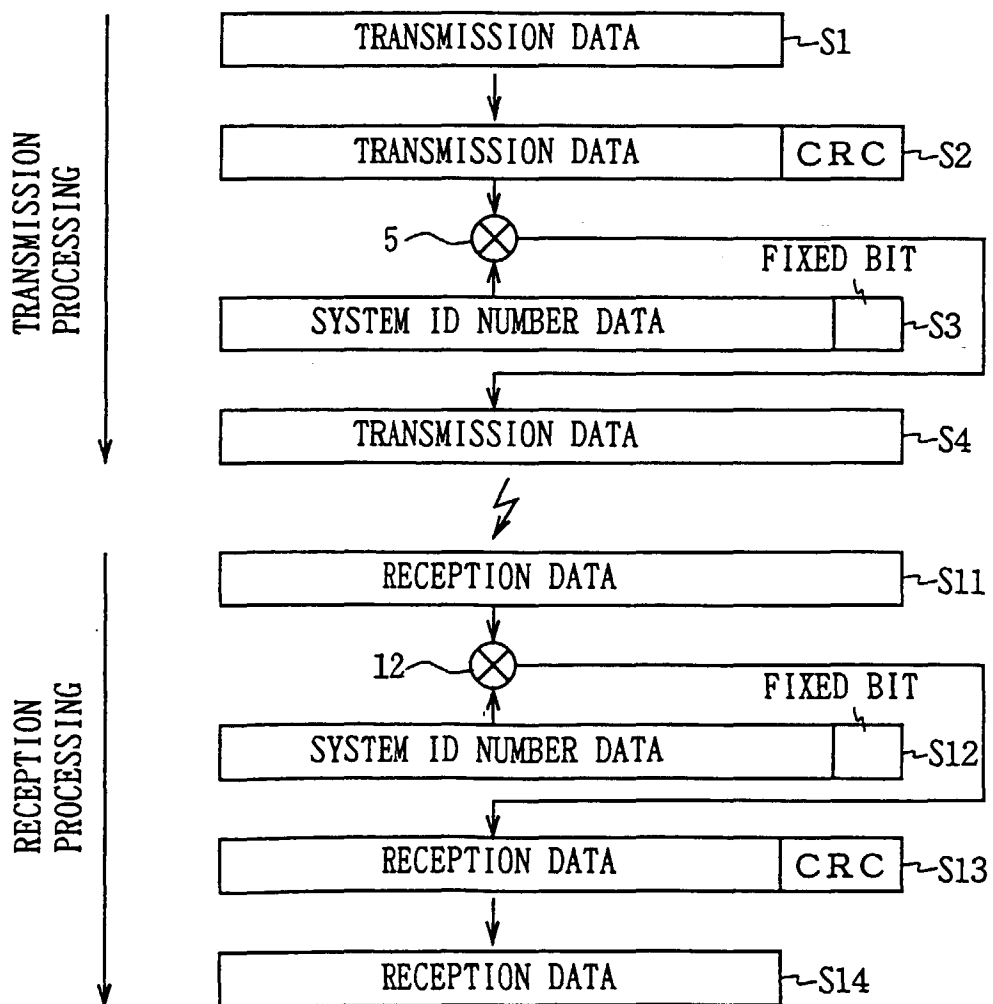 TRANSMISSION PROCESSING
TRANSMISSION DATA
S1
TRANSMISSION DATA
CRC
S2
5
FIXED BIT
SYSTEM ID NUMBER DATA
S3
TRANSMISSION DATA
S4
RECEPTION PROCESSING
RECEPTION DATA
S11
12
FIXED BIT
SYSTEM ID NUMBER DATA
S12
RECEPTION DATA
CRC
S13
RECEPTION DATA
S14